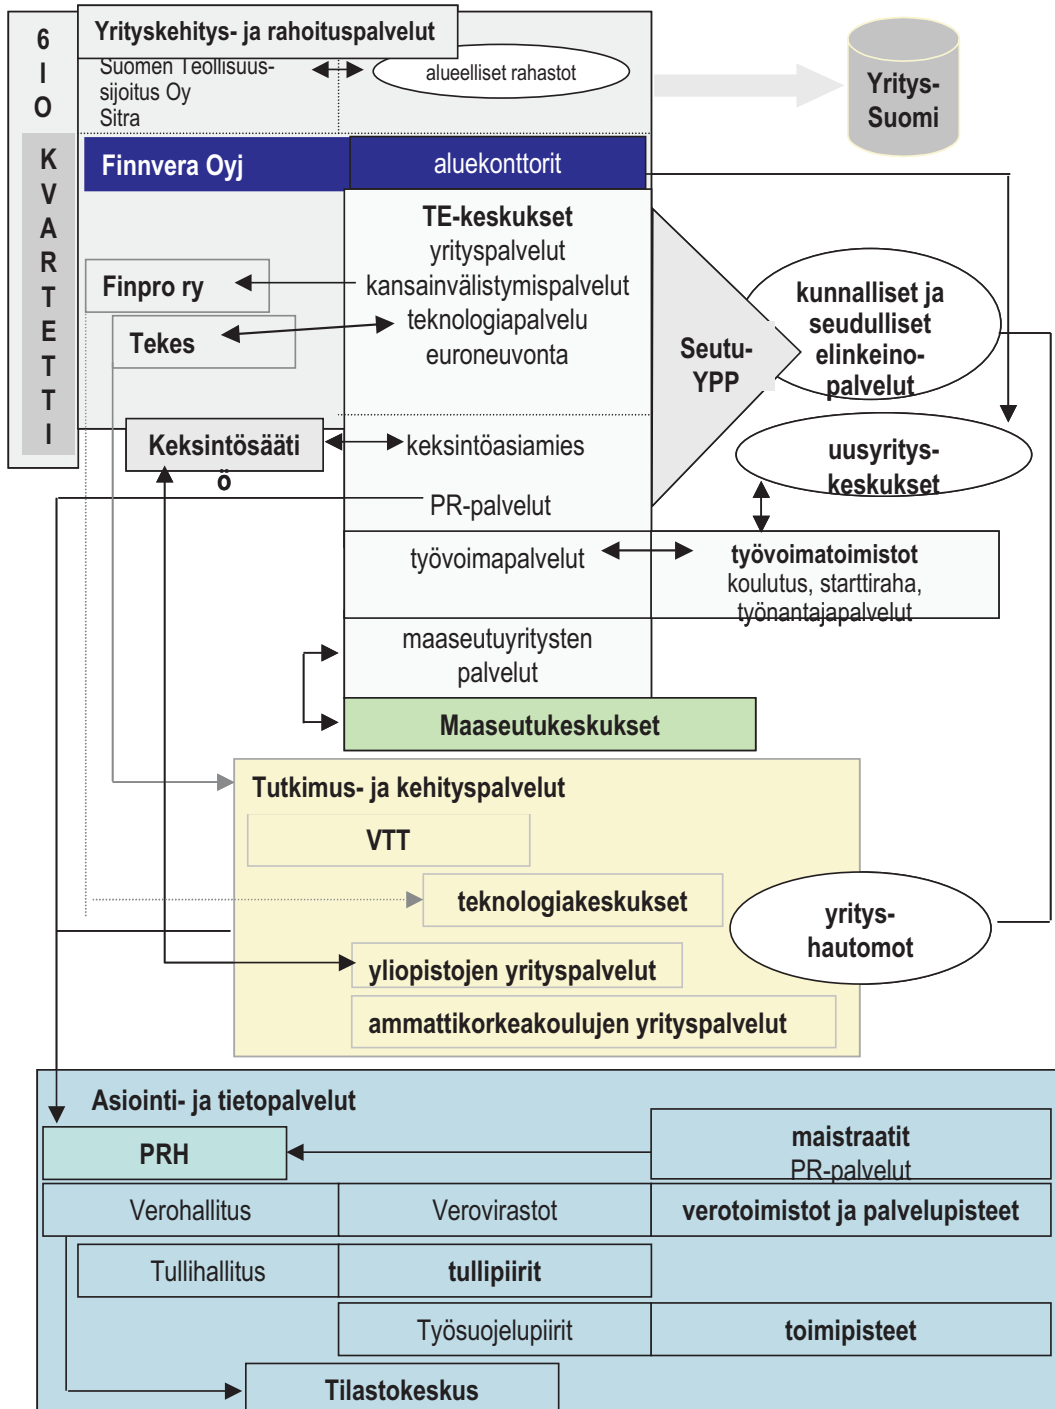 6
I
O
K
V
A
R
T
E
T
T
I
Yrityskehitys- ja rahoituspalvelut
Suomen Teollisuus-
sijoitus Oy
Sitra
alueelliset rahastot
Yritys-
Suomi
Finnvera Oyj
aluekonttorit
TE-keskukset
yrityspalvelut
kansainvälistymispalvelut
teknologiapalvelu
euroneuvonta
Finpro ry
Tekes
Seutu-
YPP
kunnalliset ja
seudulliset
elinkeino-
palvelut
Keksintösääti
ö
keksintöasiamies
uusyritys-
keskukset
PR-palvelut
työvoimapalvelut
työvoimatoimistot
koulutus, starttiraha,
työnantajapalvelut
maaseutuyritysten
palvelut
Maaseutukeskukset
Tutkimus- ja kehityspalvelut
VTT
teknologiakeskukset
yritys-
hautomot
yliopistojen yrityspalvelut
ammattikorkeakoulujen yrityspalvelut
Asiointi- ja tietopalvelut
PRH
maistraatit
PR-palvelut
Verohallitus
Verovirastot
verotoimistot ja palvelupisteet
Tullihallitus
tullipiirit
Työsuojelupiirit
toimipisteet
Tilastokeskus